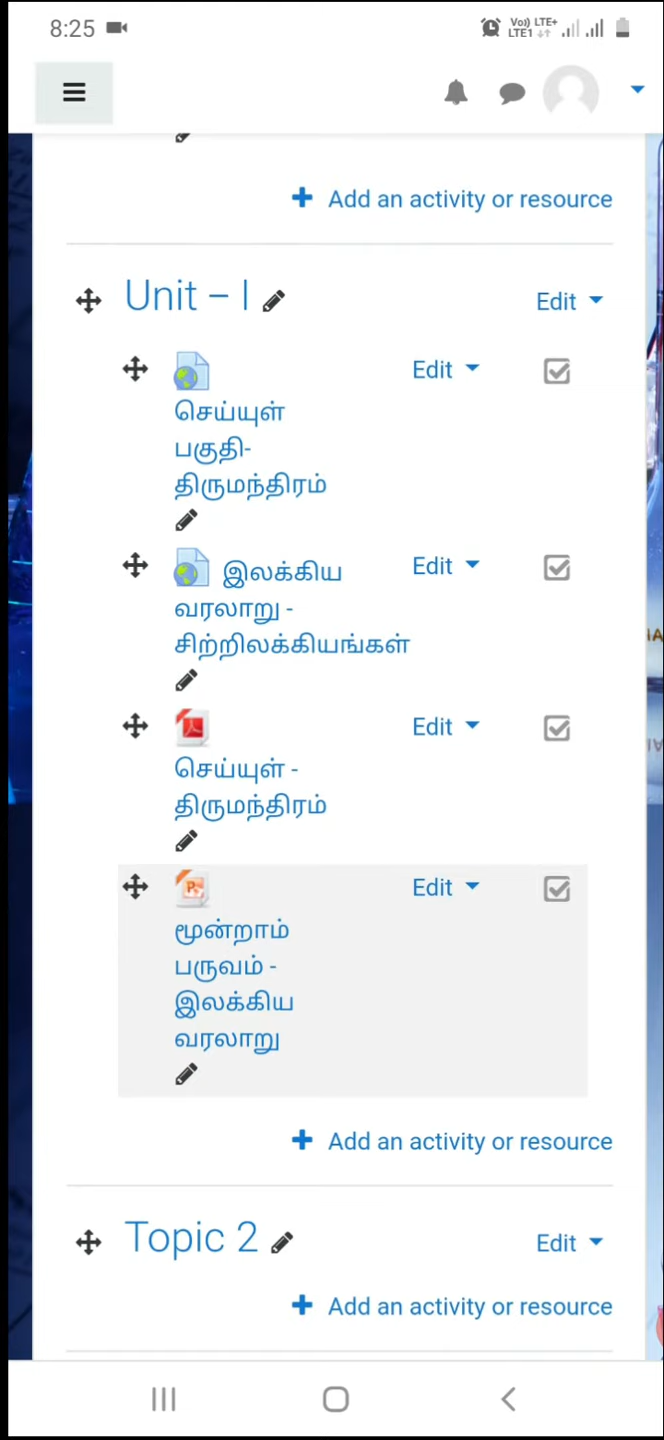 8:25
Vo)) LTE+
LTE1
Add an activity or resource
Unit – I
Edit
Edit
செய்யுள்
பகுதி-
திருமந்திரம்
இலக்கிய
Edit
வரலாறு -
சிற்றிலக்கியங்கள்
Edit
செய்யுள் -
திருமந்திரம்
Edit
மூன்றாம்
பருவம் -
இலக்கிய
வரலாறு
Add an activity or resource
Topic 2
Edit
Add an activity or resource